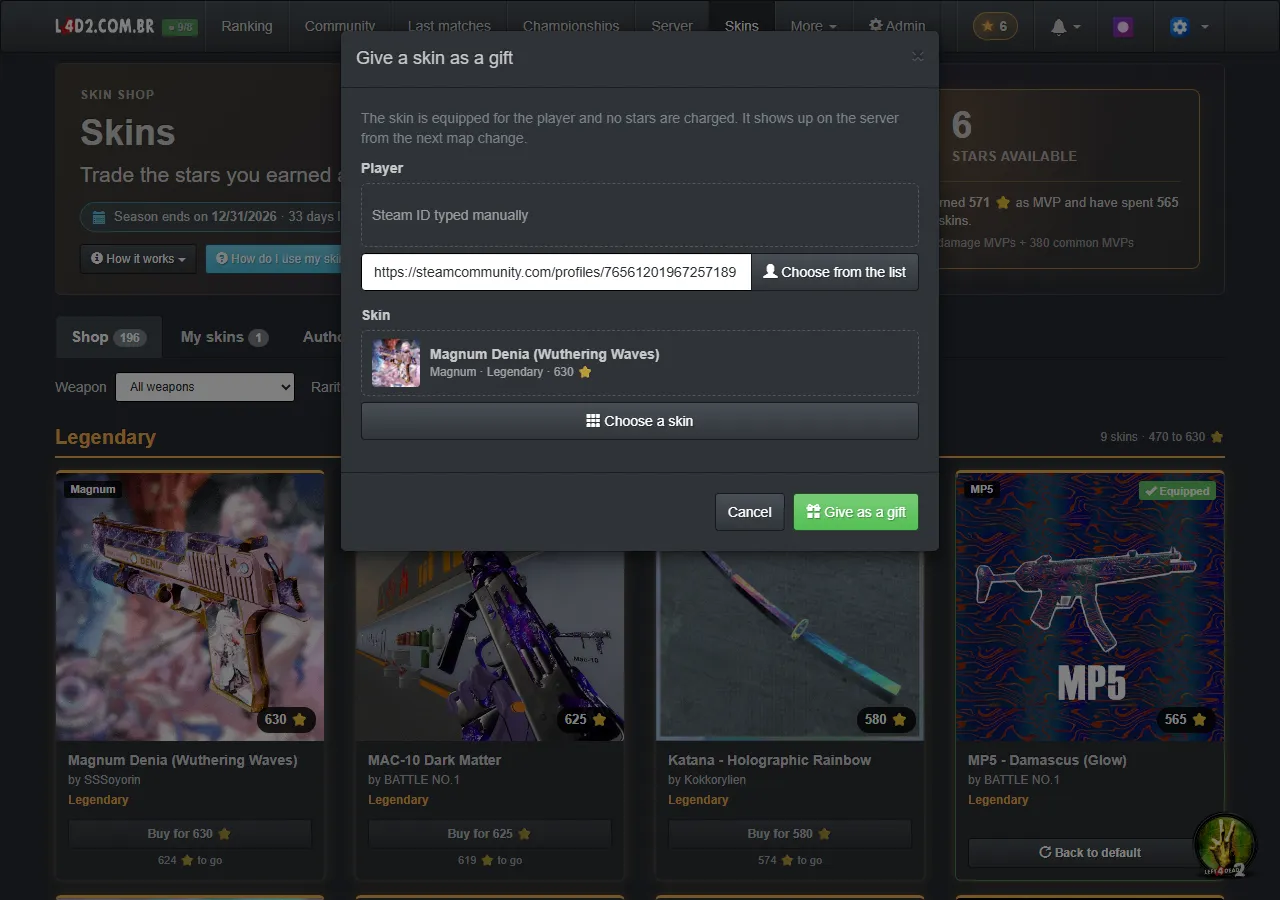 L4D2.COM.BR
9/8
Ranking
Community
Last matches
Championships
Server
Skins
More
Admin
6
Give a skin as a gift
The skin is equipped for the player and no stars are charged. It shows up on the server
from the next map change.
Player
Steam ID typed manually
https://steamcommunity.com/profiles/76561201967257189
Choose from the list
Skin
Magnum Denia (Wuthering Waves)
Magnum · Legendary · 630
Choose a skin
Cancel
Give as a gift
SKIN SHOP
Skins
Trade the stars you earned
Season ends on 12/31/2026 · 33 days
How it works
How do I use my
6
STARS AVAILABLE
571 as MVP and have spent 565
skins.
damage MVPs + 380 common MVPs
Shop 196
My skins 1
Weapon
All weapons
Legendary
9 skins · 470 to 630
Magnum
DENIA
630
Magnum Denia (Wuthering Waves)
by SSSoyorin
Legendary
Buy for 630
624 to go
Mac-10
625
MAC-10 Dark Matter
by BATTLE NO.1
Legendary
Buy for 625
619 to go
580
Katana - Holographic Rainbow
by Kokkorylien
Legendary
Buy for 580
574 to go
MP5
Equipped
MP5
565
MP5 - Damascus (Glow)
by BATTLE NO.1
Legendary
Back to default
LEFT 4 DEAD 2